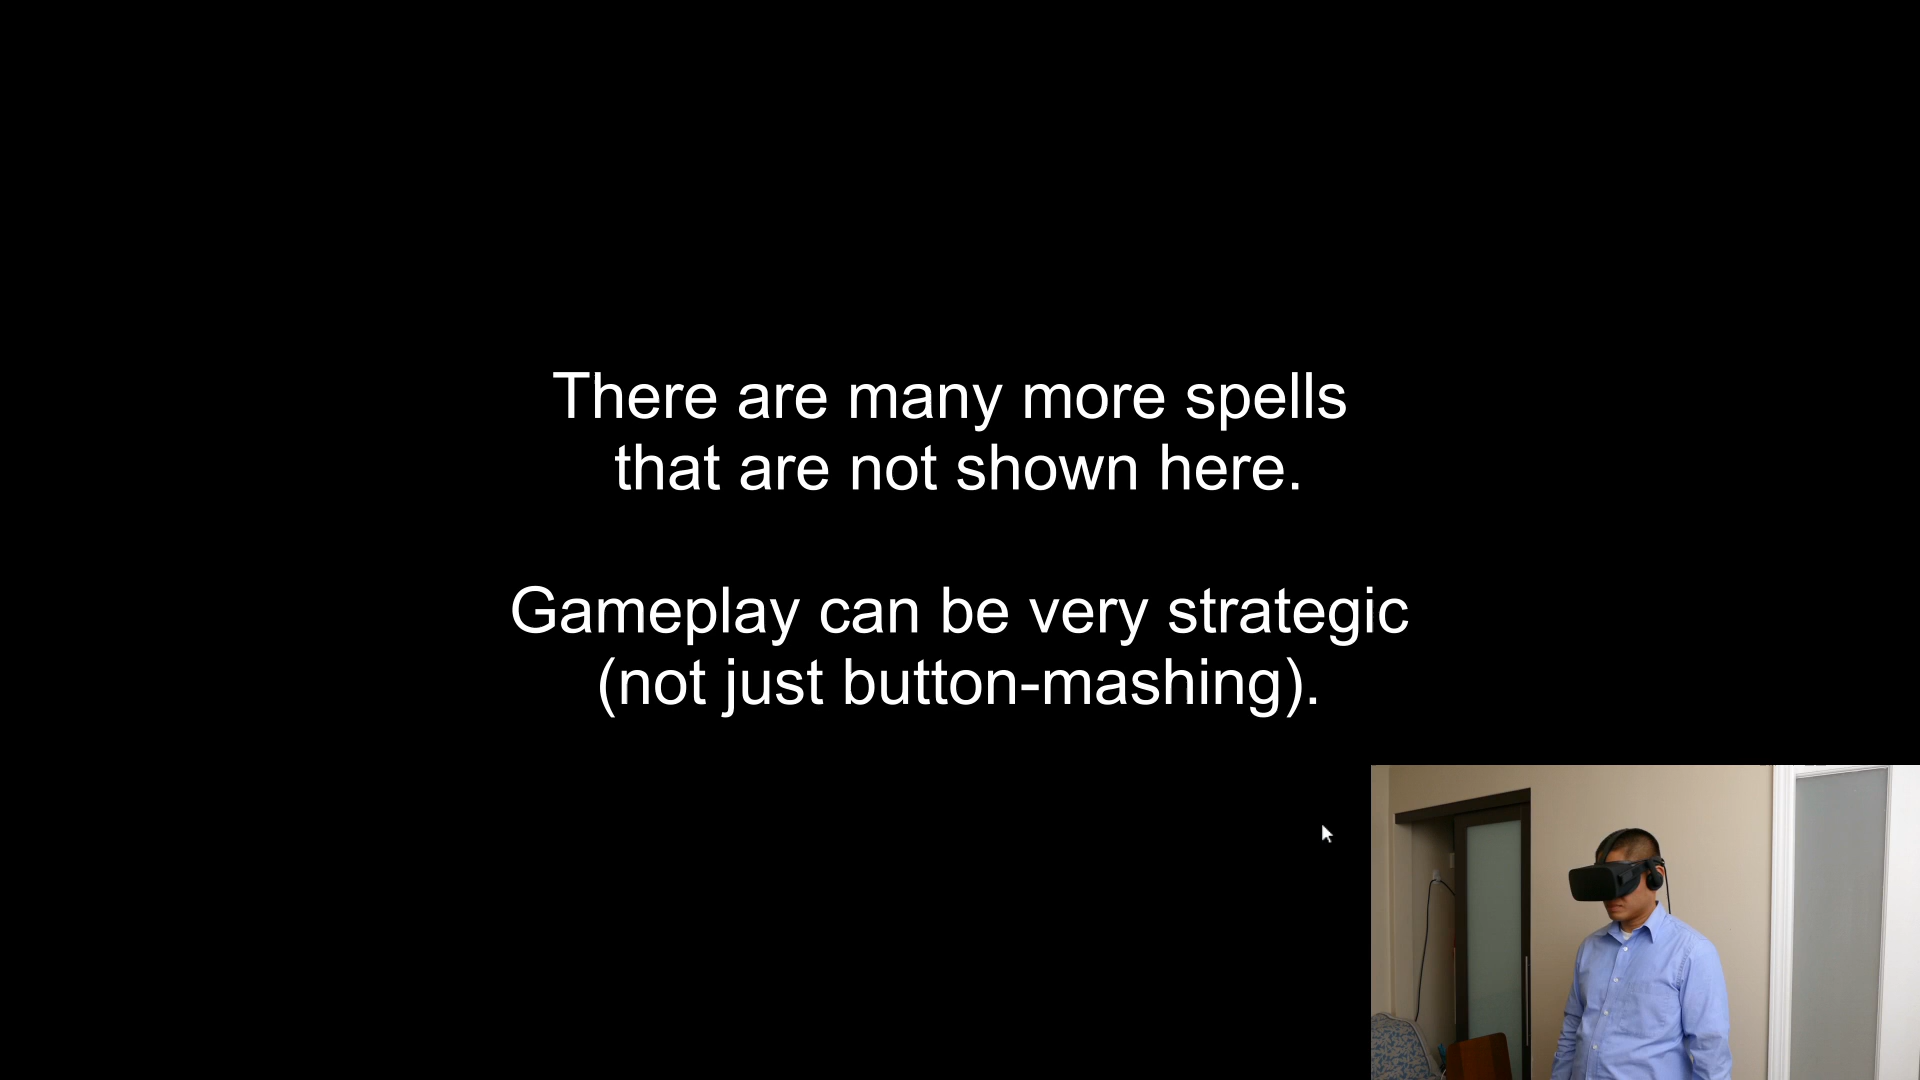 There are many more spells
that are not shown here.
Gameplay can be very strategic
(not just button-mashing).